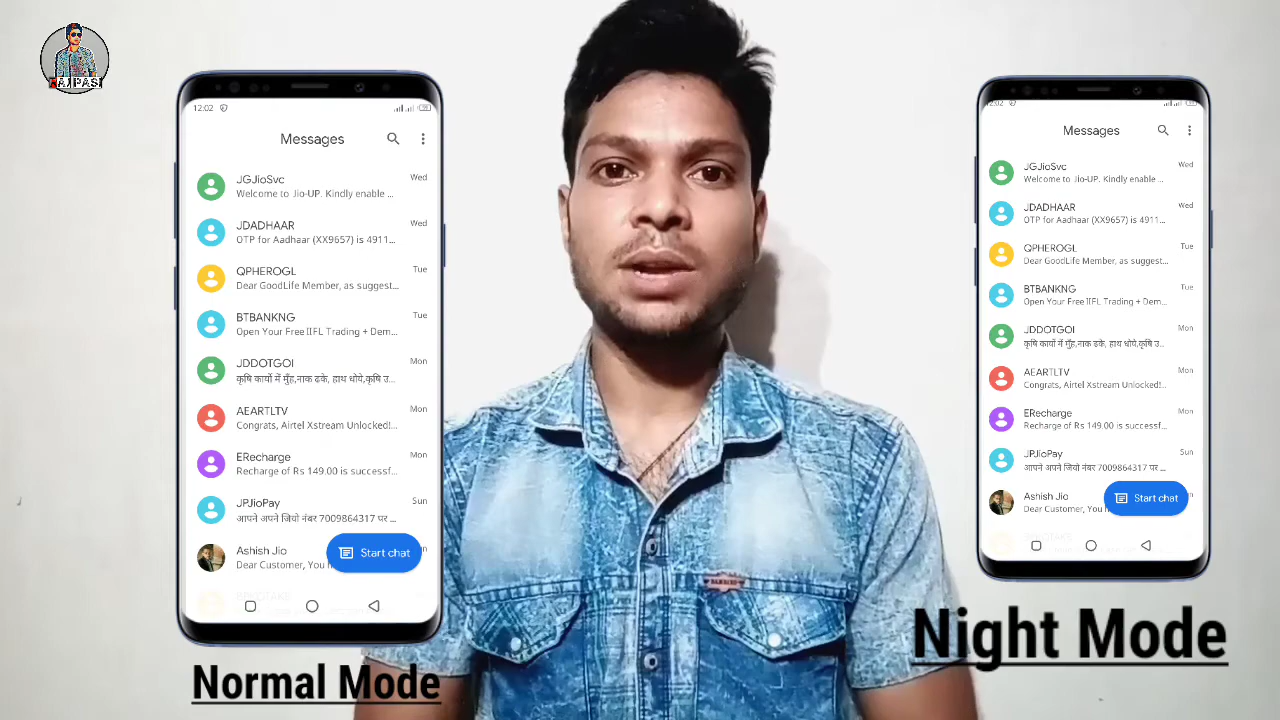 RAJ PASI
12:02
Messages
JGJioSvc
Wed
Welcome to Jio-UP. Kindly enable ...
JDADHAAR
Wed
OTP for Aadhaar (XX9657) is 4911...
QPHEROGL
Tue
Dear GoodLife Member, as suggest...
BTBANKNG
Tue
Open Your Free IIFL Trading + Dem...
JDDOTGOI
Mon
कृषि कार्यो में मुँह,नाक ढके, हाथ धोये,कृषि उ...
AEARTLTV
Mon
Congrats, Airtel Xstream Unlocked!...
ERecharge
Mon
Recharge of Rs 149.00 is successf...
JPJioPay
Sun
आपने अपने जियो नंबर 7009864317 पर ...
Ashish Jio
Dear Customer, You h
Start chat
Normal Mode
12:02
Messages
JGJioSvc
Wed
Welcome to Jio-UP. Kindly enable ...
JDADHAAR
Wed
OTP for Aadhaar (XX9657) is 4911...
QPHEROGL
Tue
Dear GoodLife Member, as suggest...
BTBANKNG
Tue
Open Your Free IIFL Trading + Dem...
JDDOTGOI
Mon
कृषि कार्यो में मुँह,नाक ढके, हाथ धोये,कृषि उ...
AEARTLTV
Mon
Congrats, Airtel Xstream Unlocked!...
ERecharge
Mon
Recharge of Rs 149.00 is successf...
JPJioPay
Sun
आपने अपने जियो नंबर 7009864317 पर ...
Ashish Jio
Dear Customer, You h
Start chat
Night Mode